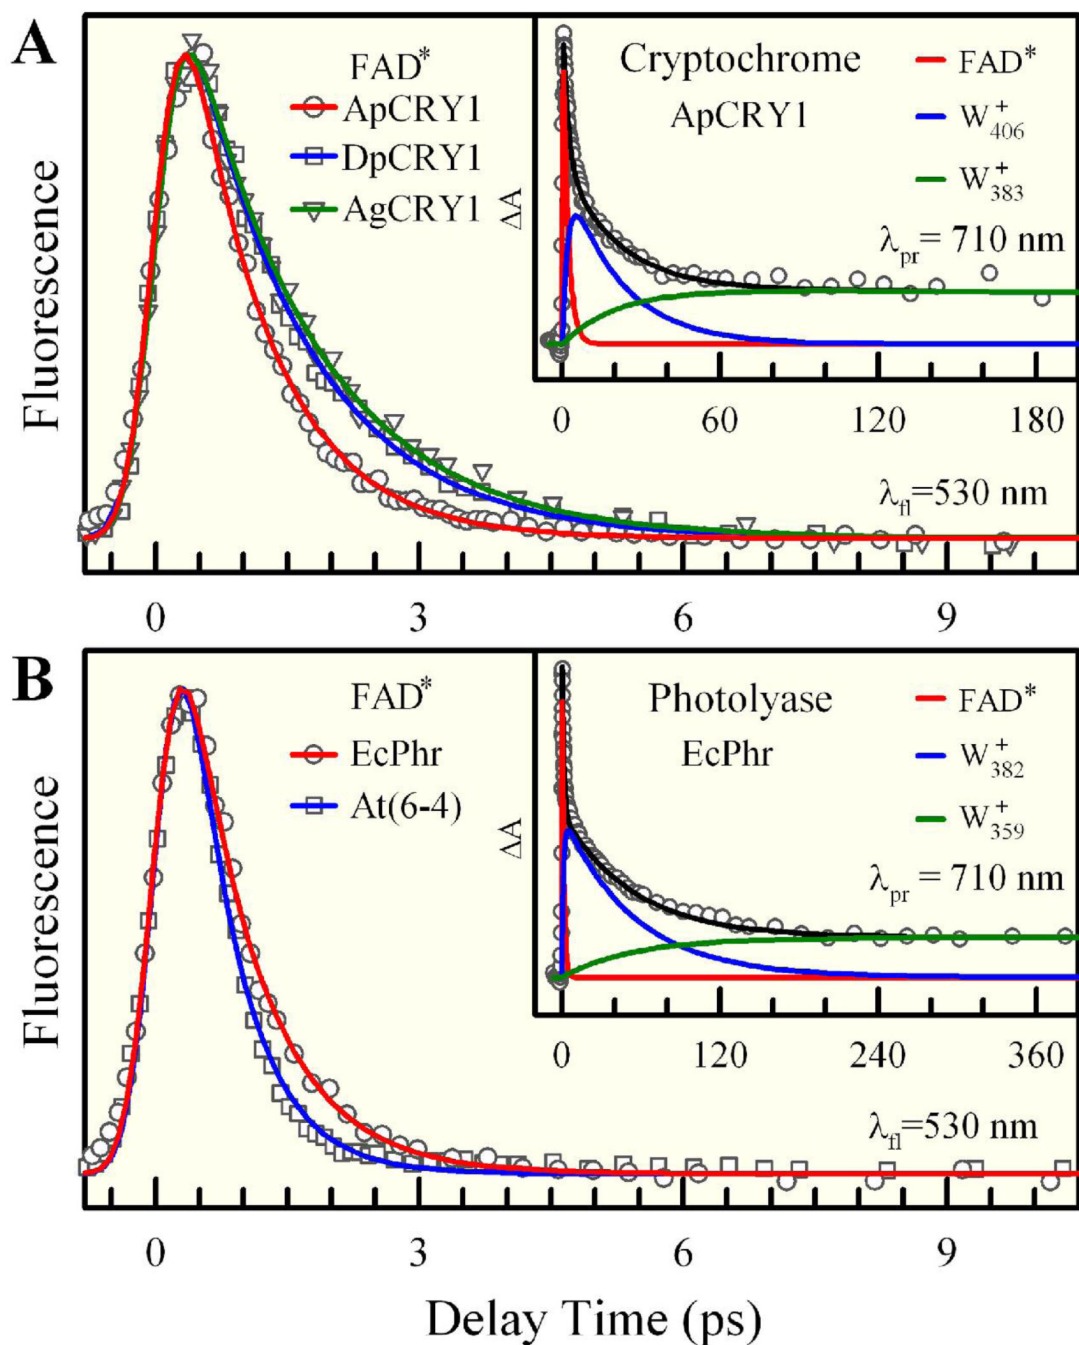 A
Fluorescence
FAD*
ApCRY1
DpCRY1
AgCRY1
λfl=530 nm
ΔA
Cryptochrome
ApCRY1
FAD*
W+406
W+383
λpr= 710 nm
0 60 120 180
0 3 6 9
B
Fluorescence
FAD*
EcPhr
At(6-4)
λfl=530 nm
ΔA
Photolyase
EcPhr
FAD*
W+382
W+359
λpr = 710 nm
0 120 240 360
0 3 6 9
Delay Time (ps)